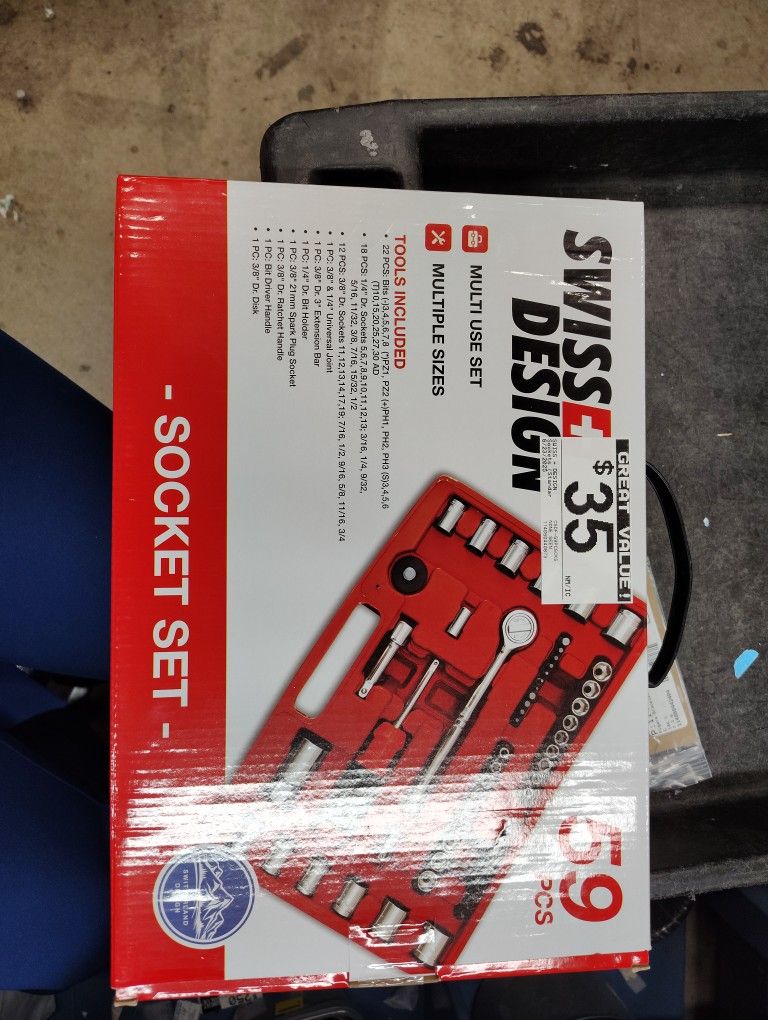 SWISS+
DESIGN
GREAT VALUE!
$35
SWISS + DESIGN
NM/IC
MULTI USE SET
MULTIPLE SIZES
TOOLS INCLUDED
• 22 PCS: Bits (-)3,4,5,6,7,8 (*)PZ1, PZ2 (+)PH1, PH2, PH3 (S)3,4,5,6
(T)10,15,20,25,27,30 AD
• 18 PCS: 1/4" Dr. Sockets 5,6,7,8,9,10,11,12,13; 3/16, 1/4, 9/32,
5/16, 11/32, 3/8, 7/16, 15/32, 1/2
• 12 PCS: 3/8" Dr. Sockets 11,12,13,14,17,19; 7/16, 1/2, 9/16, 5/8, 11/16, 3/4
• 1 PC: 3/8" & 1/4" Universal Joint
• 1 PC: 3/8" Dr. 3" Extension Bar
• 1 PC: 1/4" Dr. Bit Holder
• 1 PC: 3/8" 21mm Spark Plug Socket
• 1 PC: 3/8" Dr. Ratchet Handle
• 1 PC: Bit Driver Handle
• 1 PC: 3/8" Dr. Disk
59
PCS
- SOCKET SET -
SWITZERLAND
DESIGN